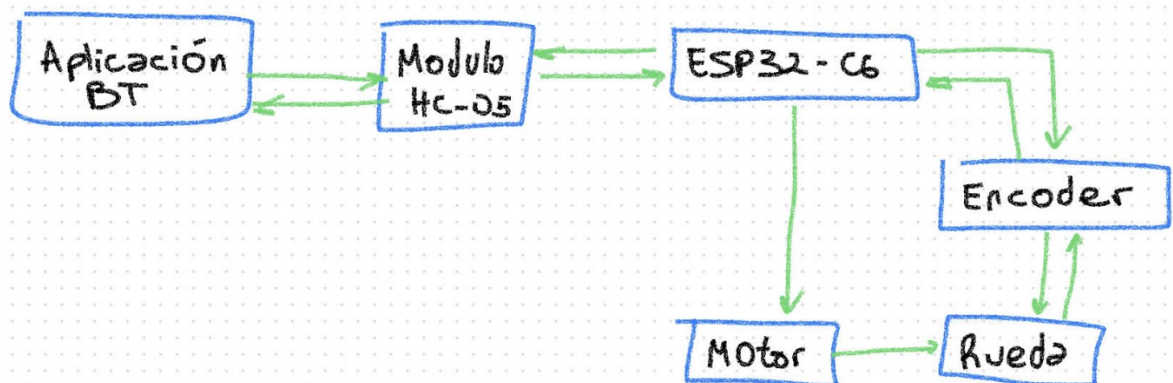 Aplicación
BT
Modulo
HC-05
ESP32-C6
Encoder
Motor
Rueda